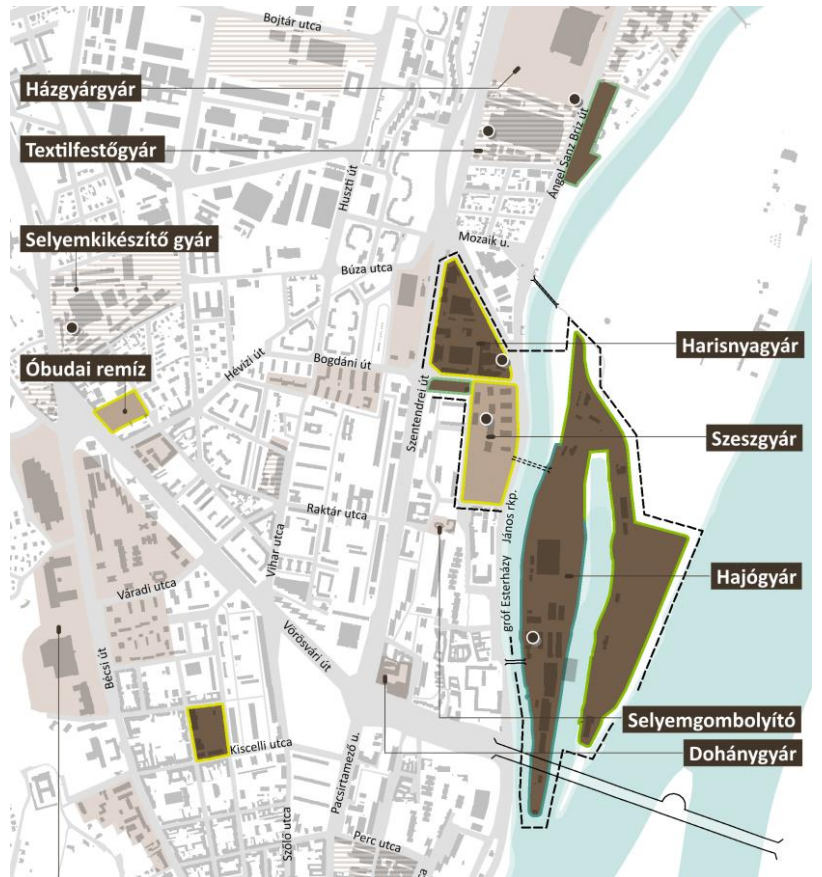 Bojtár utca
Házgyárgyár
Textilfestőgyár
Ángel Sanz Briz út
Huszti út
Selyemkikészítő gyár
Mozaik u.
Búza utca
Harisnyagyár
Óbudai remíz
Hévízi út
Bogdáni út
Szentendrei út
Szeszgyár
Raktár utca
gróf Esterházy János rkp.
Vihar utca
Hajógyár
Váradi utca
Vörösvári út
Bécsi út
Selyemgombolyító
Kiscelli utca
Dohánygyár
Pacsirtamező u.
Szőlő utca
Perc utca